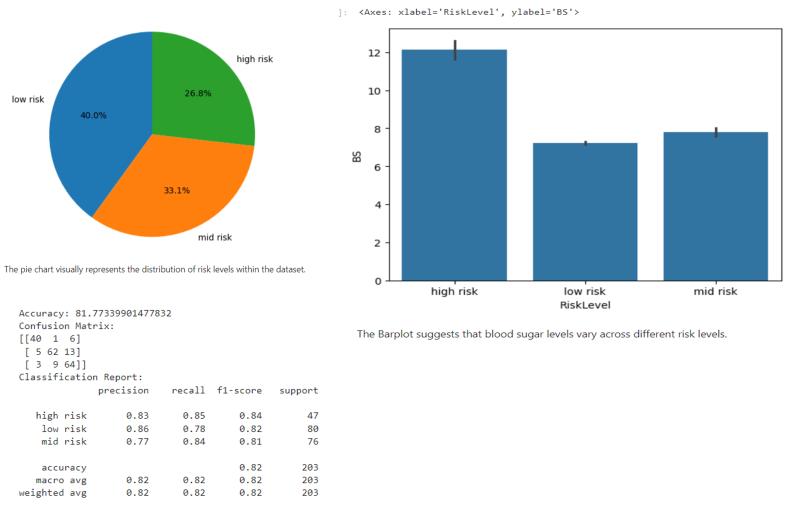 high risk
low risk
26.8%
40.0%
33.1%
mid risk
The pie chart visually represents the distribution of risk levels within the dataset.
Accuracy: 81.77339901477832
Confusion Matrix:
[[40 1 6]
[ 5 62 13]
[ 3 9 64]]
Classification Report:
precision recall f1-score support
high risk 0.83 0.85 0.84 47
low risk 0.86 0.78 0.82 80
mid risk 0.77 0.84 0.81 76
accuracy 0.82 203
macro avg 0.82 0.82 0.82 203
weighted avg 0.82 0.82 0.82 203
]: <Axes: xlabel='RiskLevel', ylabel='BS'>
12
10
8
6
4
2
0
BS
high risk low risk mid risk
RiskLevel
The Barplot suggests that blood sugar levels vary across different risk levels.